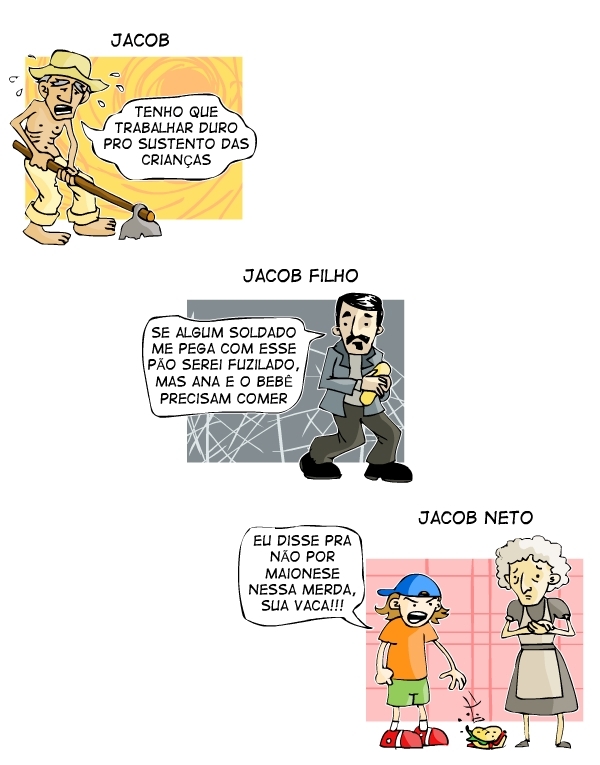 JACOB
TENHO QUE
TRABALHAR DURO
PRO SUSTENTO DAS
CRIANÇAS
JACOB FILHO
SE ALGUM SOLDADO
ME PEGA COM ESSE
PÃO SEREI FUZILADO,
MAS ANA E O BEBÊ
PRECISAM COMER
JACOB NETO
EU DISSE PRA
NÃO POR
MAIONESE
NESSA MERDA,
SUA VACA!!!